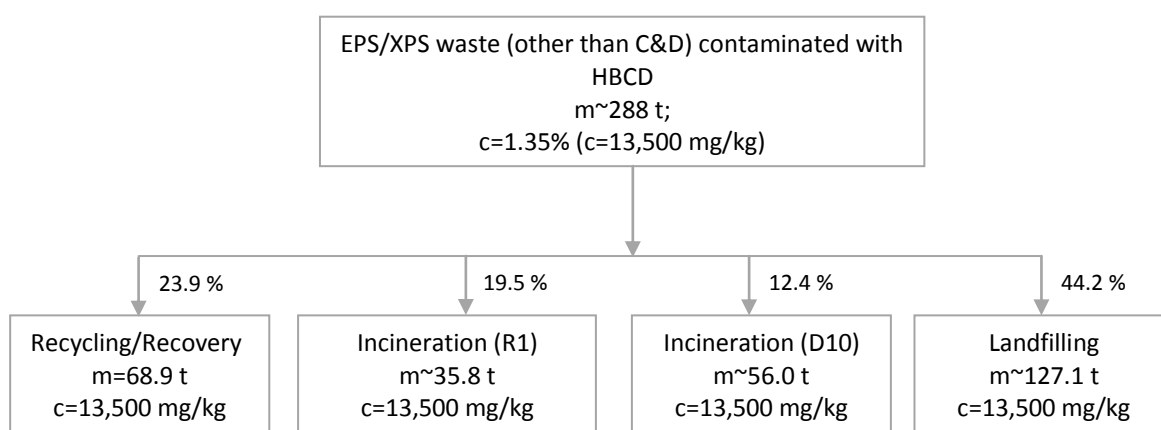 EPS/XPS waste (other than C&D) contaminated with
HBCD
m~288 t;
c=1.35% (c=13,500 mg/kg)
23.9 %
19.5 %
12.4 %
44.2 %
Recycling/Recovery
m=68.9 t
c=13,500 mg/kg
Incineration (R1)
m~35.8 t
c=13,500 mg/kg
Incineration (D10)
m~56.0 t
c=13,500 mg/kg
Landfilling
m~127.1 t
c=13,500 mg/kg